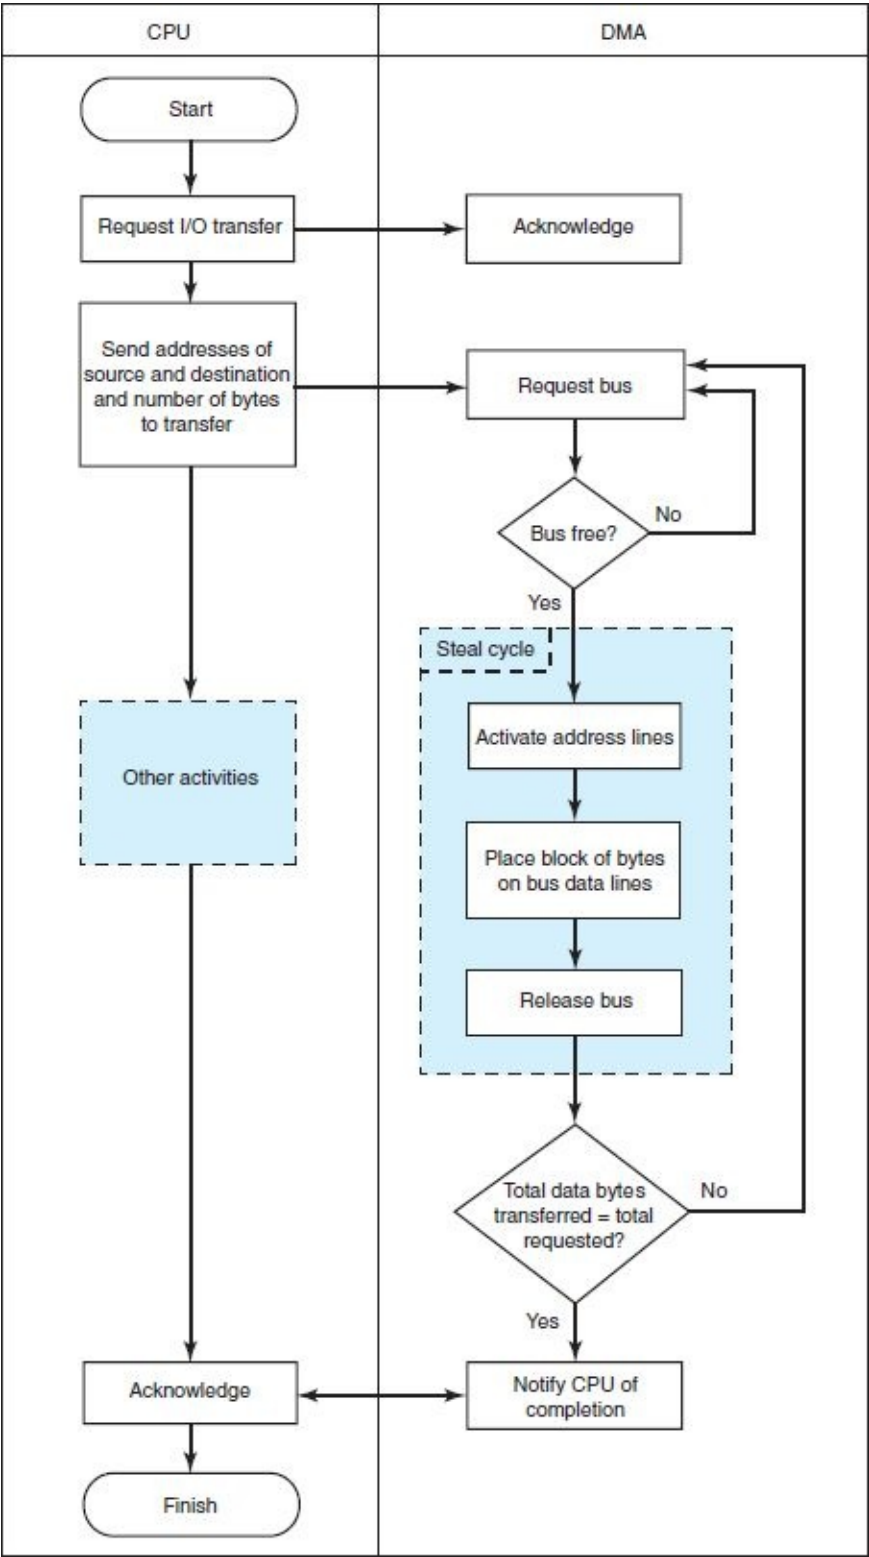 CPU
DMA
Start
Request I/O transfer
Acknowledge
Send addresses of
source and destination
and number of bytes
to transfer
Request bus
Bus free?
No
Yes
Steal cycle
Activate address lines
Other activities
Place block of bytes
on bus data lines
Release bus
Total data bytes
transferred = total
requested?
No
Yes
Acknowledge
Notify CPU of
completion
Finish